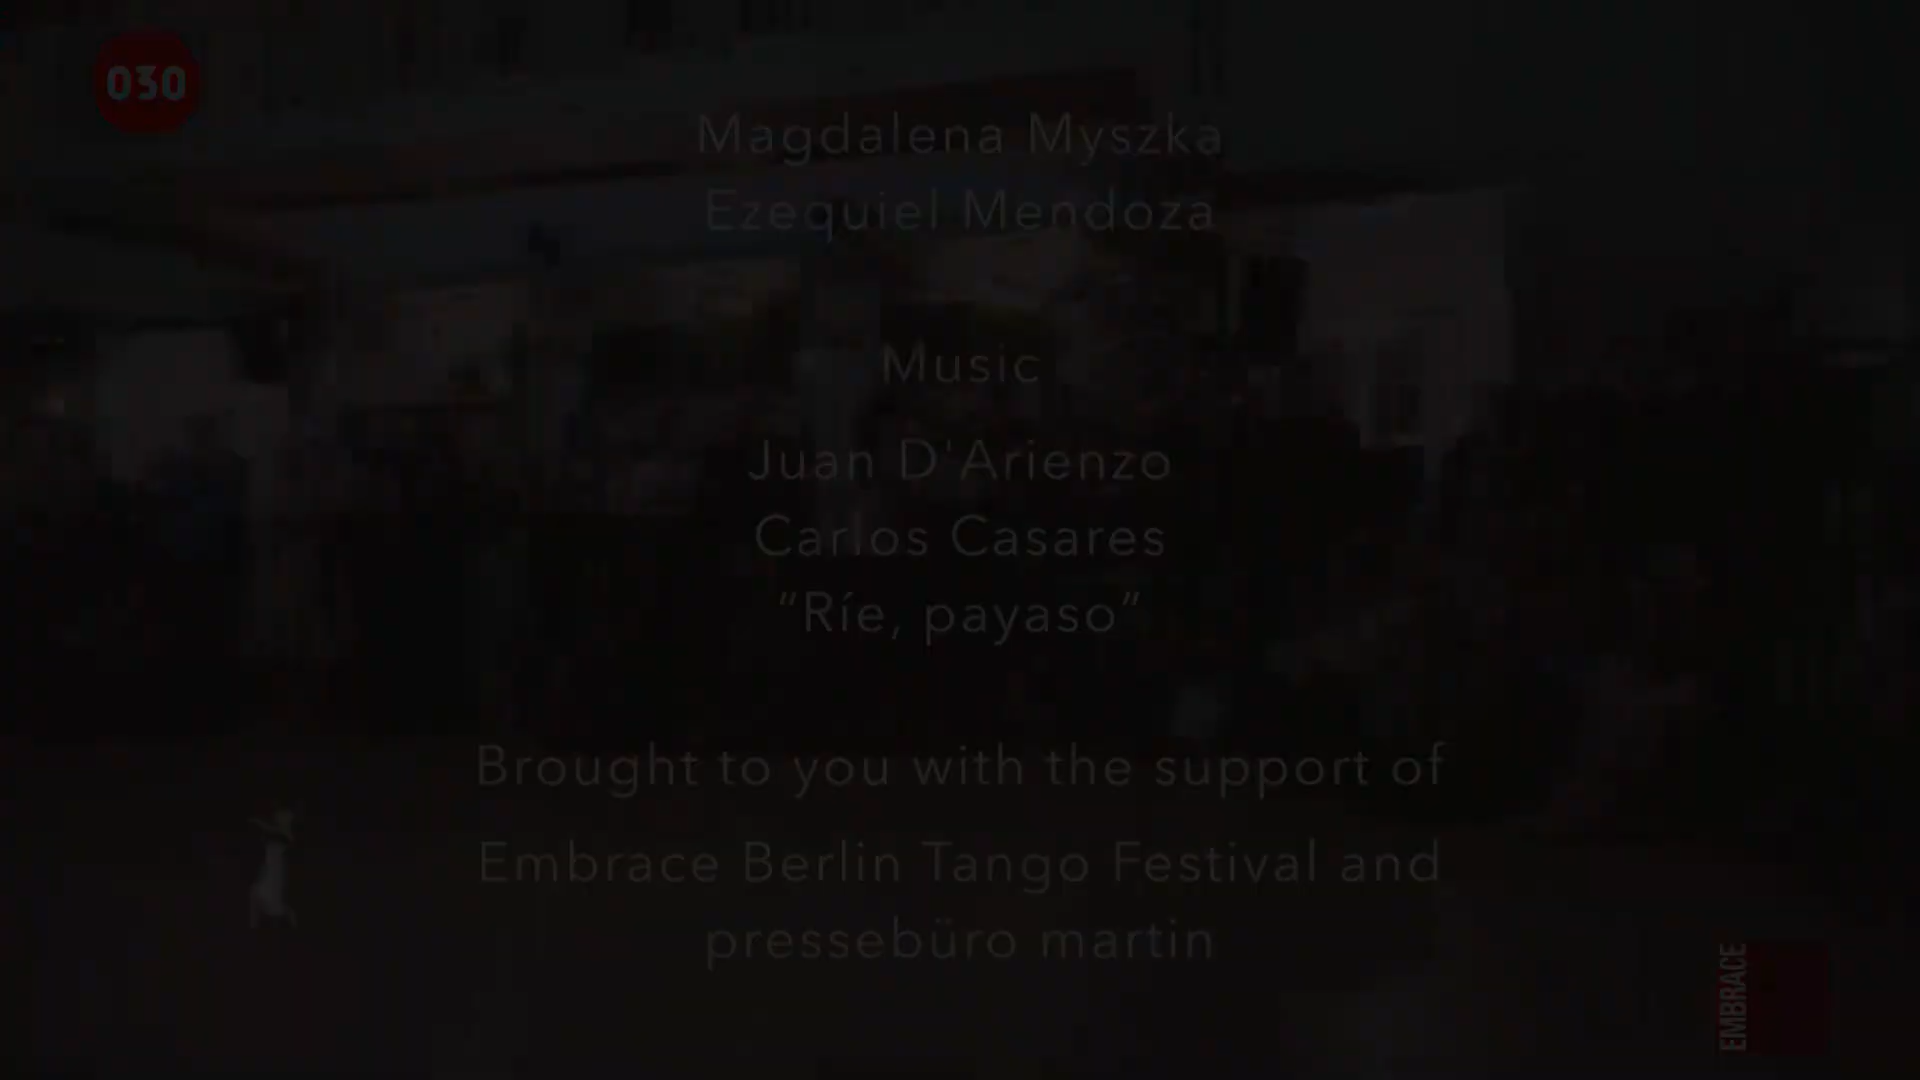 030
Magdalena Myszka
Ezequiel Mendoza
Music
Juan D'Arienzo
Carlos Casares
“Ríe, payaso”
Brought to you with the support of
Embrace Berlin Tango Festival and
pressebüro martin
EMBRACE